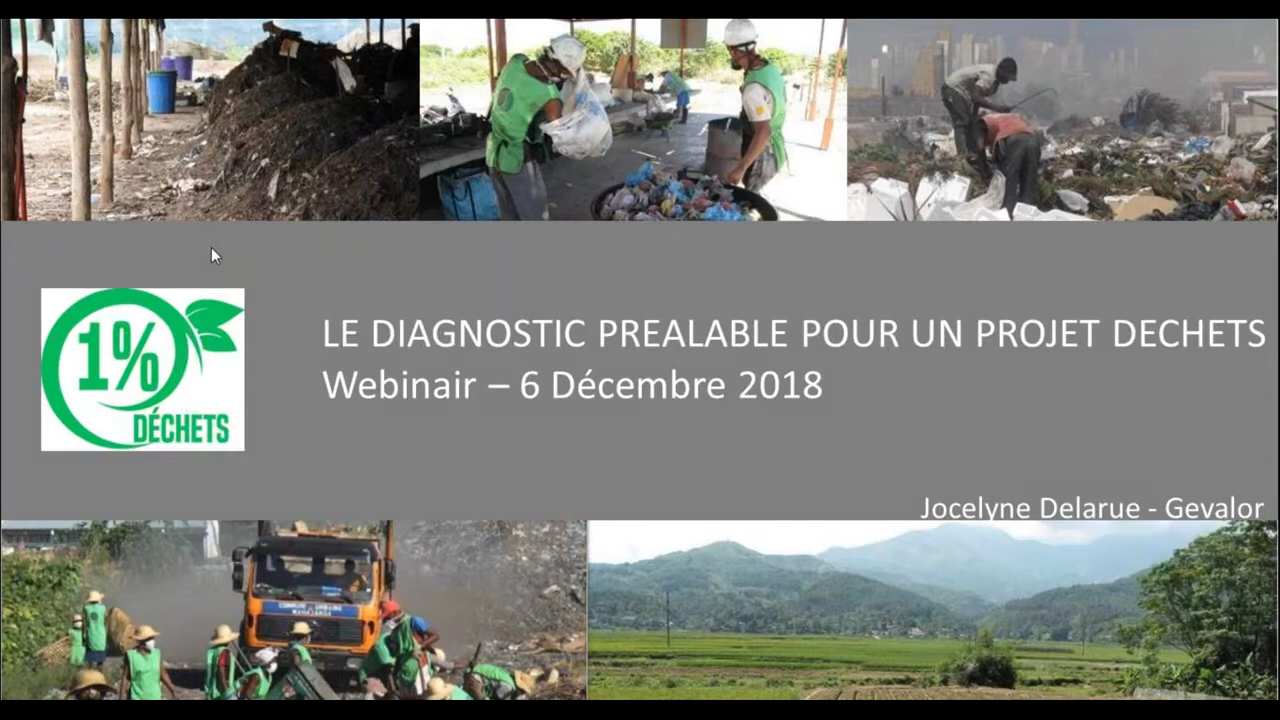 1%
DÉCHETS
LE DIAGNOSTIC PREALABLE POUR UN PROJET DECHETS
Webinair – 6 Décembre 2018
Jocelyne Delarue - Gevalor